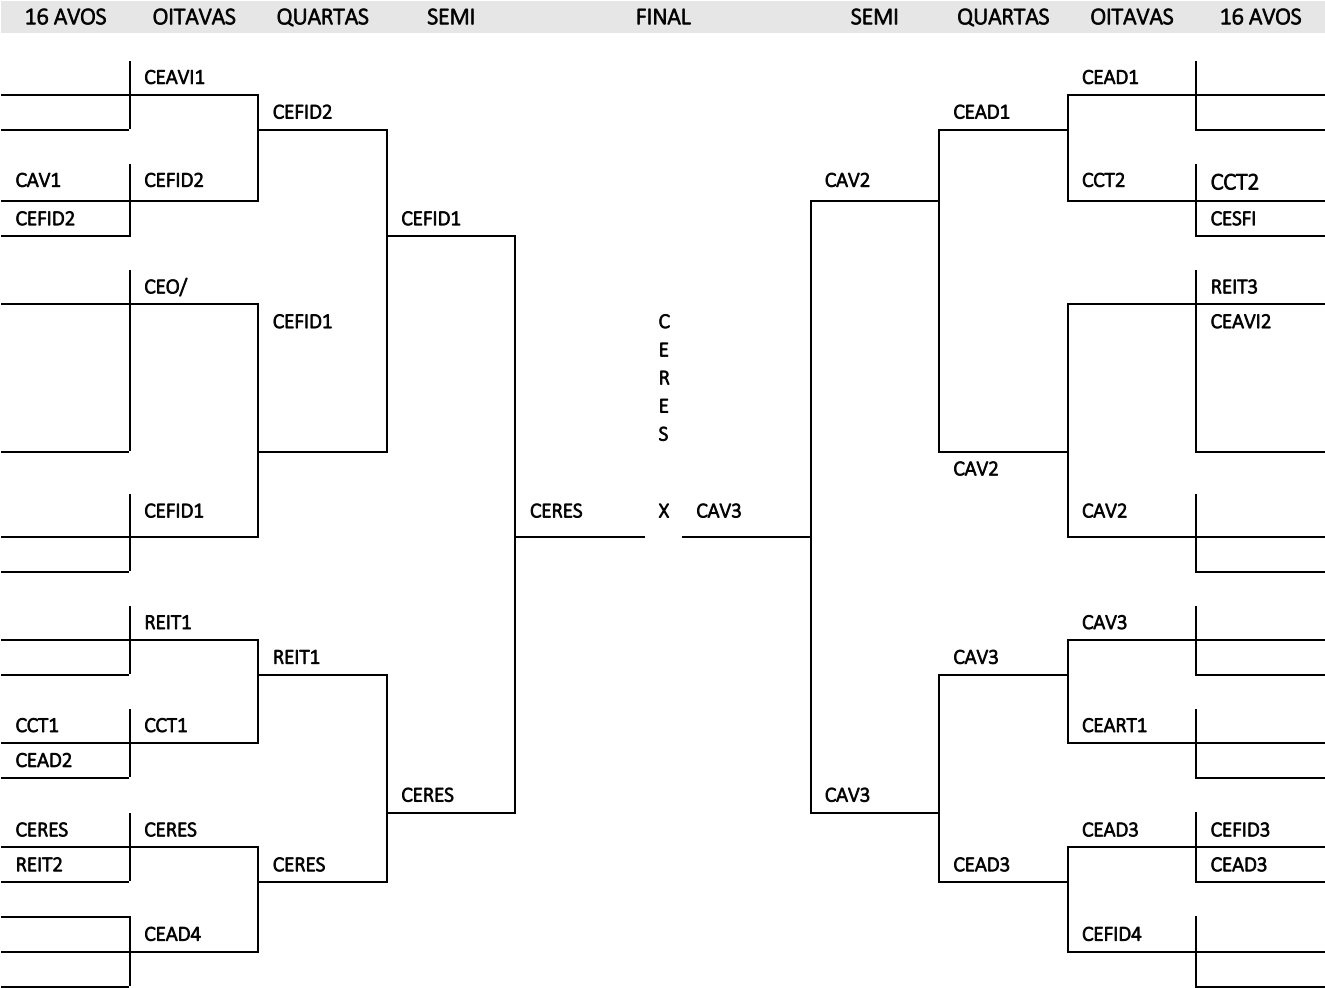 16 AVOS OITAVAS QUARTAS SEMI FINAL SEMI QUARTAS OITAVAS 16 AVOS
CEAVI1 CEAD1
CEFID2 CEAD1
CAV1 CEFID2 CAV2 CCT2 CCT2
CEFID2 CEFID1 CESFI
CEO/ REIT3
CEFID1 C CEAVI2
E
R
E
S
CAV2
CEFID1 CERES X CAV3 CAV2
REIT1 CAV3
REIT1 CAV3
CCT1 CCT1 CEART1
CEAD2
CERES CAV3
CERES CERES CEAD3 CEFID3
REIT2 CERES CEAD3 CEAD3
CEAD4 CEFID4